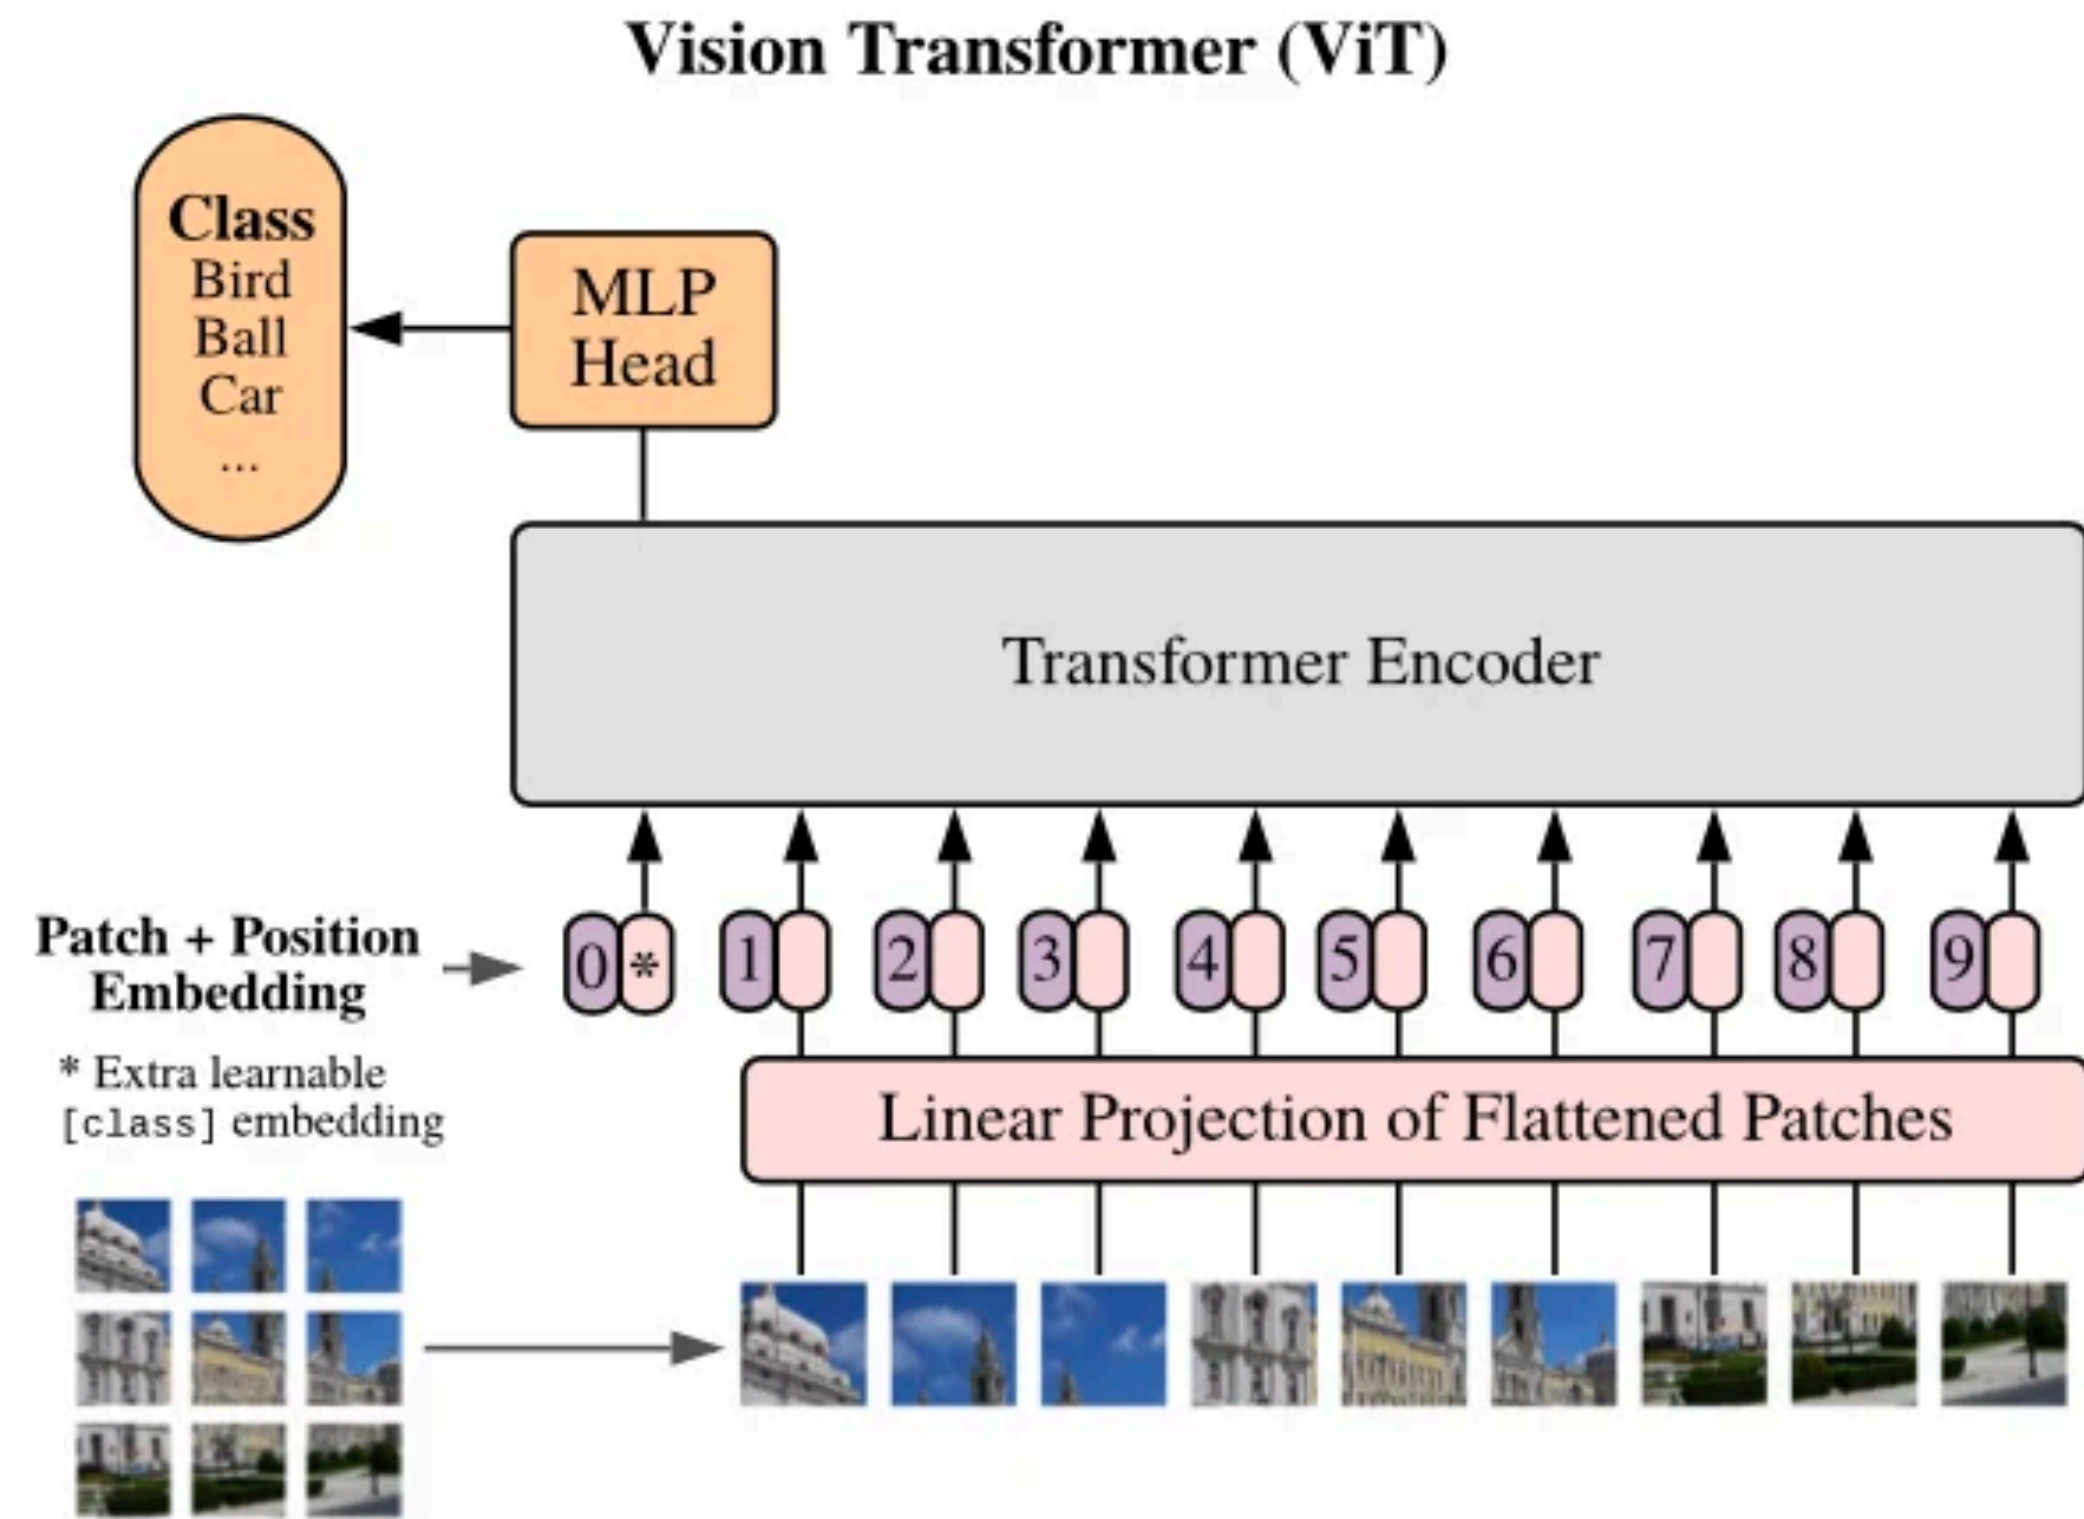 Vision Transformer (ViT)
Class
Bird
Ball
Car
...
MLP
Head
Transformer Encoder
Patch + Position
Embedding
0 * 1 2 3 4 5 6 7 8 9
* Extra learnable
[class] embedding
Linear Projection of Flattened Patches